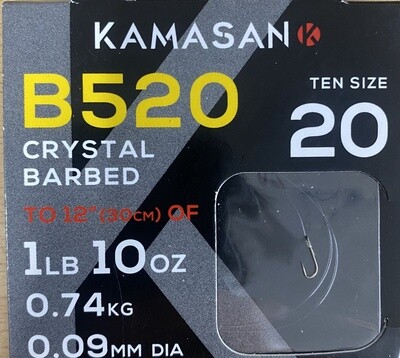 KAMASAN K
B520
TEN SIZE
20
CRYSTAL
BARBED
TO 12" (30CM) OF
1LB 10OZ
0.74KG
0.09MM DIA